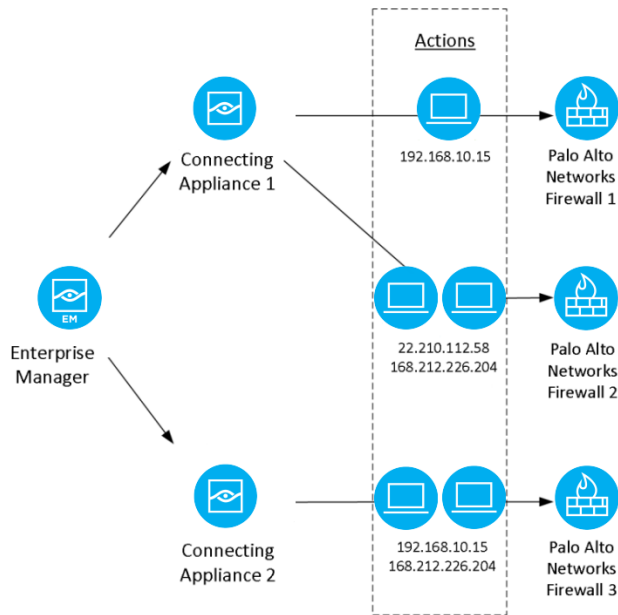 Actions
192.168.10.15
Connecting
Appliance 1
Palo Alto
Networks
Firewall 1
EM
Enterprise
Manager
22.210.112.58
168.212.226.204
Palo Alto
Networks
Firewall 2
Connecting
Appliance 2
192.168.10.15
168.212.226.204
Palo Alto
Networks
Firewall 3